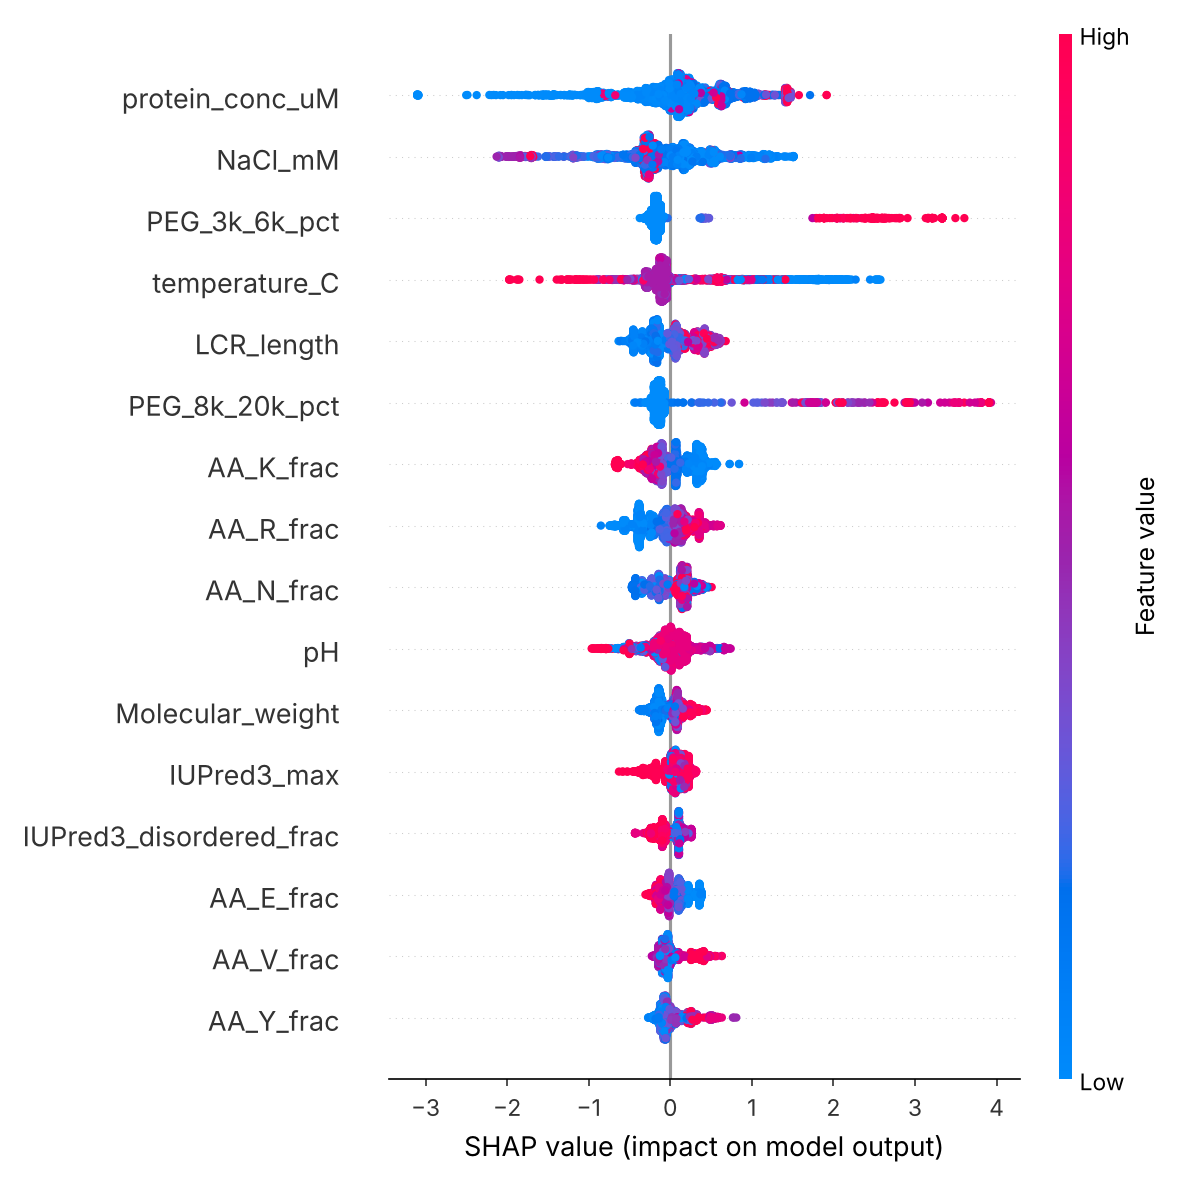 High
protein_conc_uM
NaCl_mM
PEG_3k_6k_pct
temperature_C
LCR_length
PEG_8k_20k_pct
AA_K_frac
AA_R_frac
AA_N_frac
pH
Molecular_weight
IUPred3_max
IUPred3_disordered_frac
AA_E_frac
AA_V_frac
AA_Y_frac
Feature value
Low
−3 −2 −1 0 1 2 3 4
SHAP value (impact on model output)